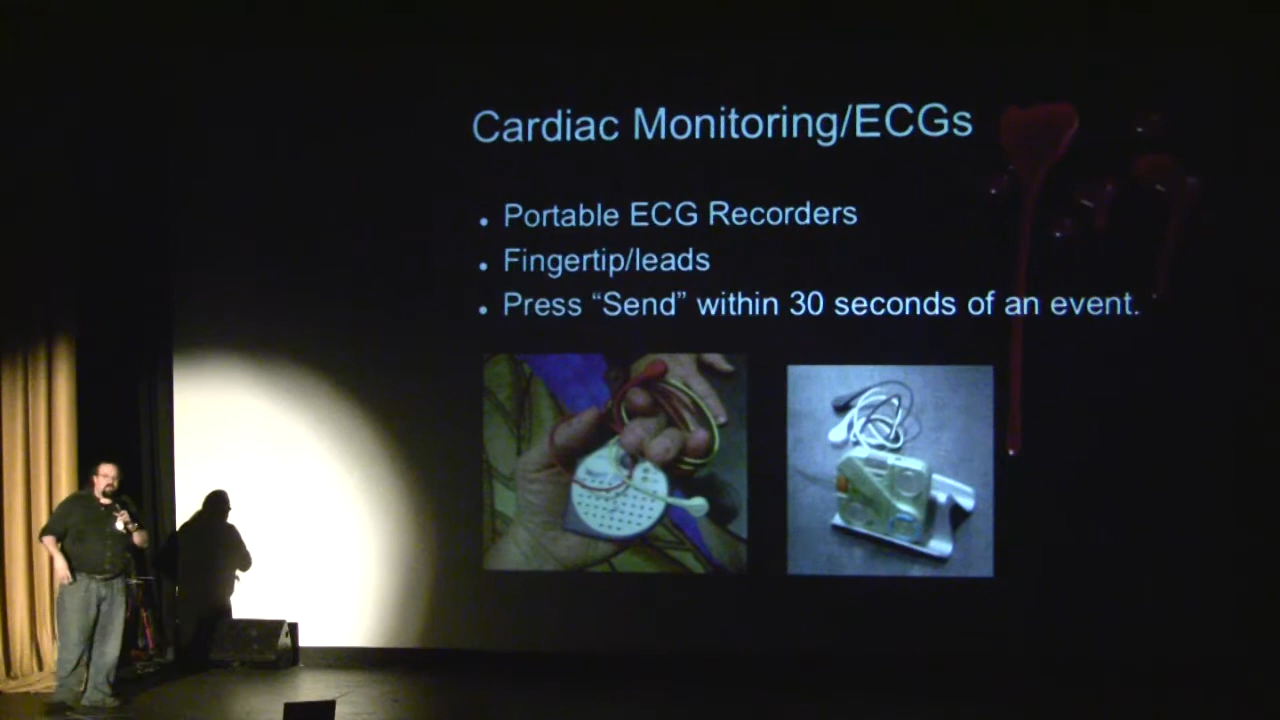 Cardiac Monitoring/ECGs
• Portable ECG Recorders
• Fingertip/leads
• Press “Send” within 30 seconds of an event.